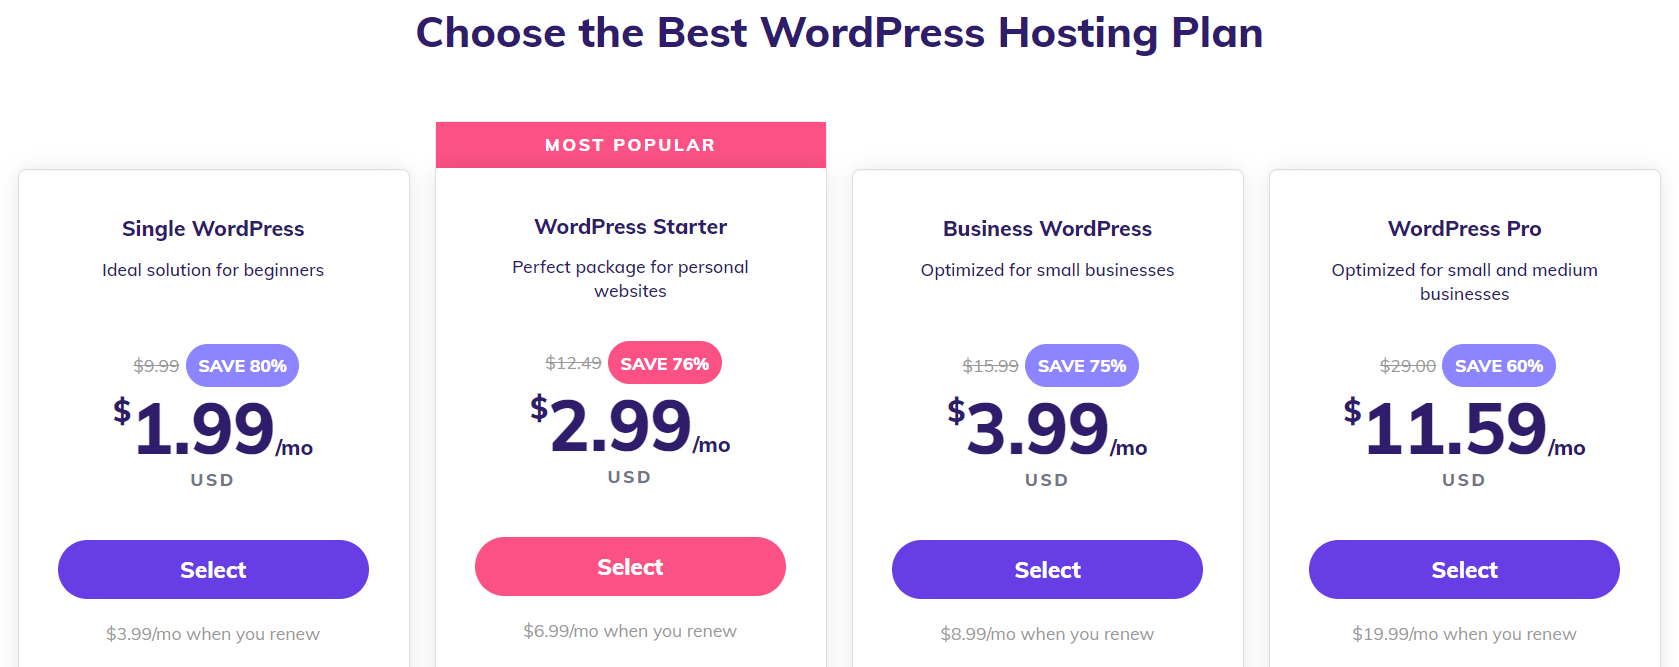 Choose the Best WordPress Hosting Plan
Single WordPress
Ideal solution for beginners
$9.99 SAVE 80%
$1.99/mo
USD
Select
$3.99/mo when you renew
MOST POPULAR
WordPress Starter
Perfect package for personal
websites
$12.49 SAVE 76%
$2.99/mo
USD
Select
$6.99/mo when you renew
Business WordPress
Optimized for small businesses
$15.99 SAVE 75%
$3.99/mo
USD
Select
$8.99/mo when you renew
WordPress Pro
Optimized for small and medium
businesses
$29.00 SAVE 60%
$11.59/mo
USD
Select
$19.99/mo when you renew